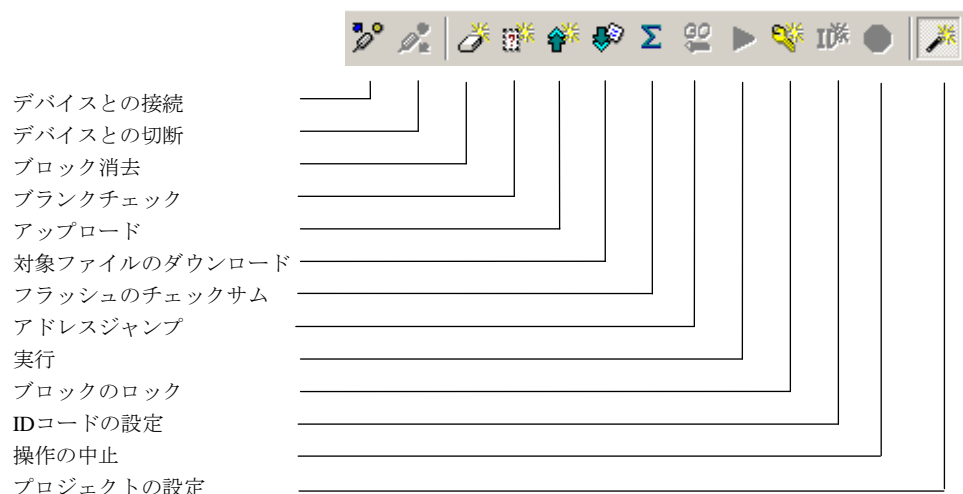 GO
ID
デバイスとの接続
デバイスとの切断
ブロック消去
ブランクチェック
アップロード
対象ファイルのダウンロード
フラッシュのチェックサム
アドレスジャンプ
実行
ブロックのロック
IDコードの設定
操作の中止
プロジェクトの設定